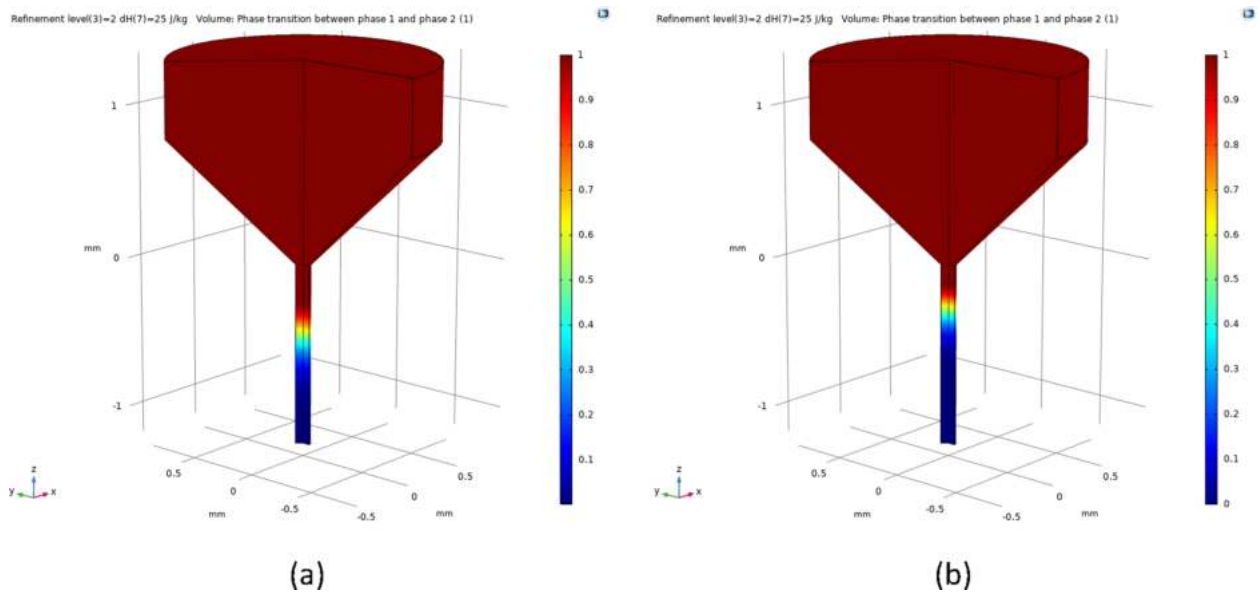 Refinement level(3)=2 dH(7)=25 J/kg Volume: Phase transition between phase 1 and phase 2 (1)
1
0
-1
mm
0.5
0
-0.5
mm
0.5
0
-0.5
mm
z
y
x
1
0.9
0.8
0.7
0.6
0.5
0.4
0.3
0.2
0.1
(a)
Refinement level(3)=2 dH(7)=25 J/kg Volume: Phase transition between phase 1 and phase 2 (1)
1
0
-1
mm
0.5
0
-0.5
mm
0.5
0
-0.5
mm
z
y
x
1
0.9
0.8
0.7
0.6
0.5
0.4
0.3
0.2
0.1
0
(b)